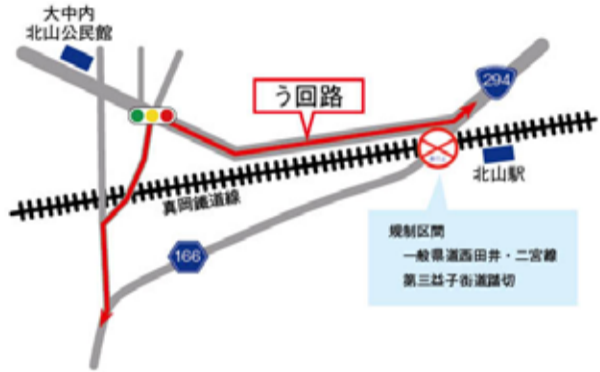 大中内
北山公民館
294
う回路
北山駅
真岡鐵道線
規制区間
一般県道西田井・二宮線
第三益子街道踏切
166